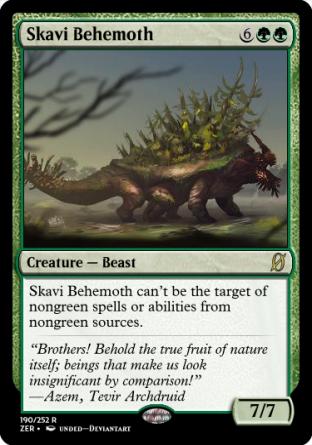 Skavi Behemoth 6
Creature — Beast
Skavi Behemoth can't be the target of
nongreen spells or abilities from
nongreen sources.
"Brothers! Behold the true fruit of nature
itself; beings that make us look
insignificant by comparison!"
—Azem, Tevir Archdruid
7/7
190/252 R
ZER • UNDED—DEVIANTART